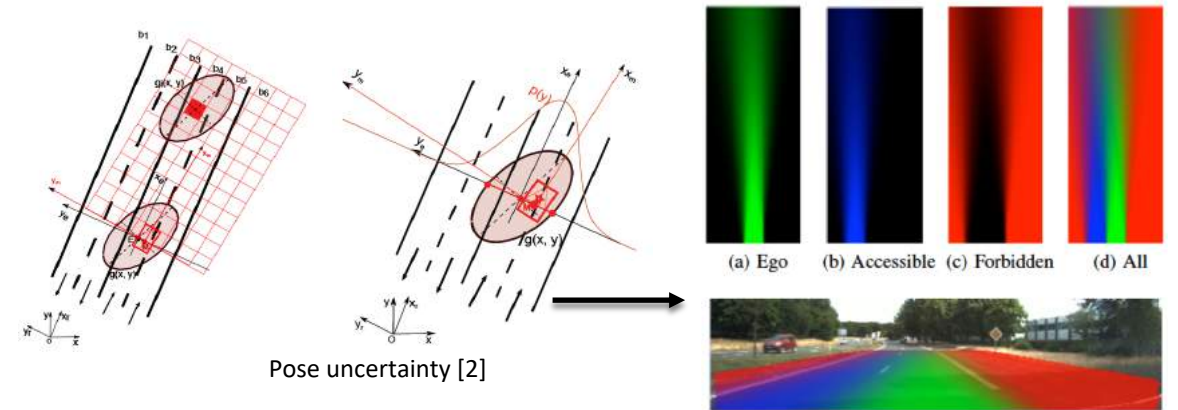 b1
b2
b3
b4
b5
b6
g(x, y)
g(x, y)
y
x
o
Pose uncertainty [2]
p(y)
g(x, y)
y
x
O
(a) Ego
(b) Accessible
(c) Forbidden
(d) All